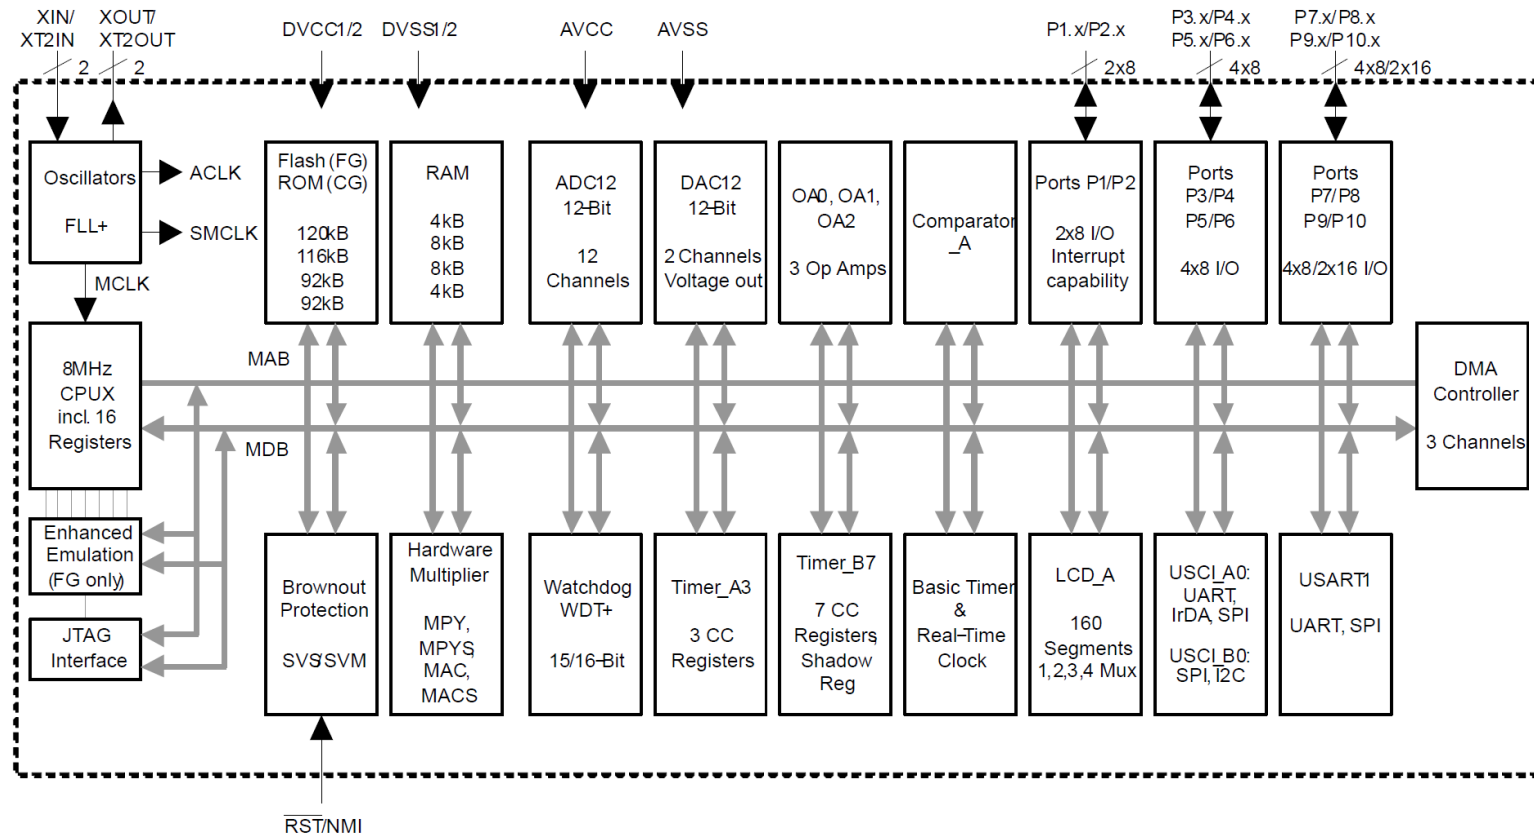 XIN/
XT2IN
XOUT/
XT2OUT
DVCC1/2
DVSS1/2
AVCC
AVSS
P1.x/P2.x
P3.x/P4.x
P5.x/P6.x
P7.x/P8.x
P9.x/P10.x
2
2
2x8
4x8
4x8/2x16
Oscillators
FLL+
ACLK
SMCLK
MCLK
Flash (FG)
ROM (CG)
120kB
116kB
92kB
92kB
RAM
4kB
8kB
8kB
4kB
ADC12
12-Bit
12
Channels
DAC12
12-Bit
2 Channels
Voltage out
OA0, OA1,
OA2
3 Op Amps
Comparator
_A
Ports P1/P2
2x8 I/O
Interrupt
capability
Ports
P3/P4
P5/P6
4x8 I/O
Ports
P7/P8
P9/P10
4x8/2x16 I/O
8MHz
CPUX
incl. 16
Registers
MAB
MDB
DMA
Controller
3 Channels
Enhanced
Emulation
(FG only)
JTAG
Interface
Brownout
Protection
SVS/SVM
Hardware
Multiplier
MPY,
MPYS,
MAC,
MACS
Watchdog
WDT+
15/16-Bit
Timer_A3
3 CC
Registers
Timer_B7
7 CC
Registers,
Shadow
Reg
Basic Timer
&
Real-Time
Clock
LCD_A
160
Segments
1,2,3,4 Mux
USCI_A0:
UART,
IrDA, SPI
USCI_B0:
SPI, I2C
USART1
UART, SPI
RST/NMI